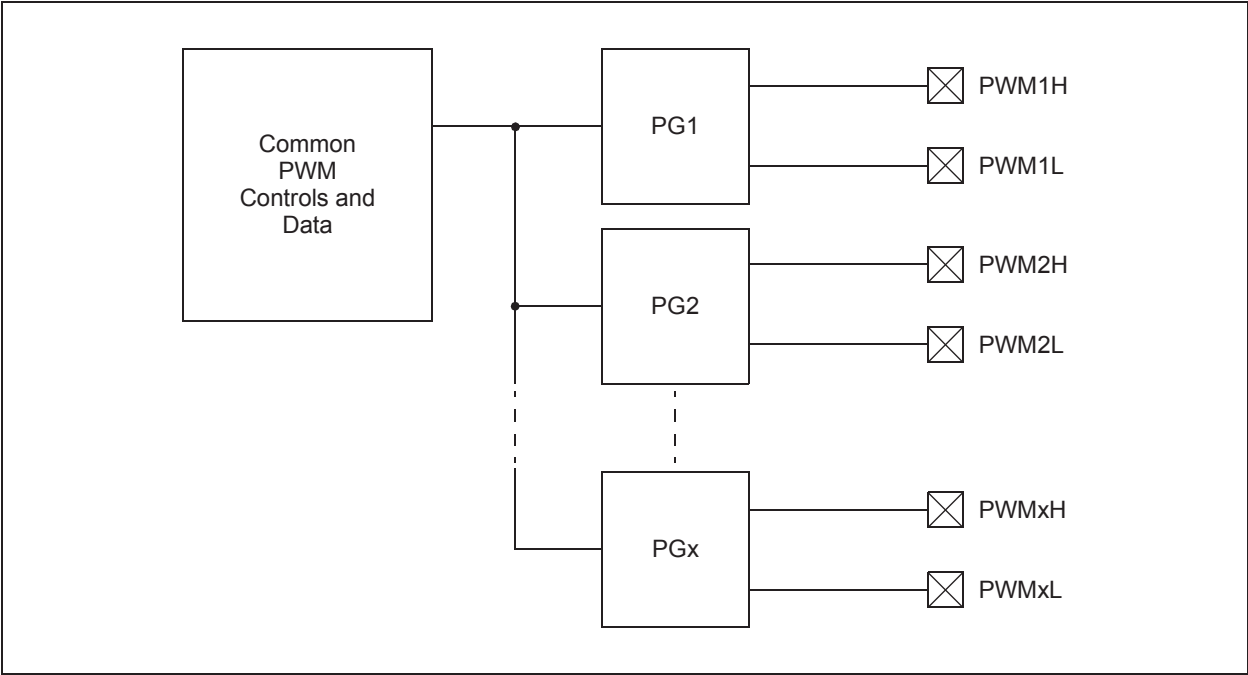 Common
PWM
Controls and
Data
PG1
PWM1H
PWM1L
PG2
PWM2H
PWM2L
PGx
PWMxH
PWMxL